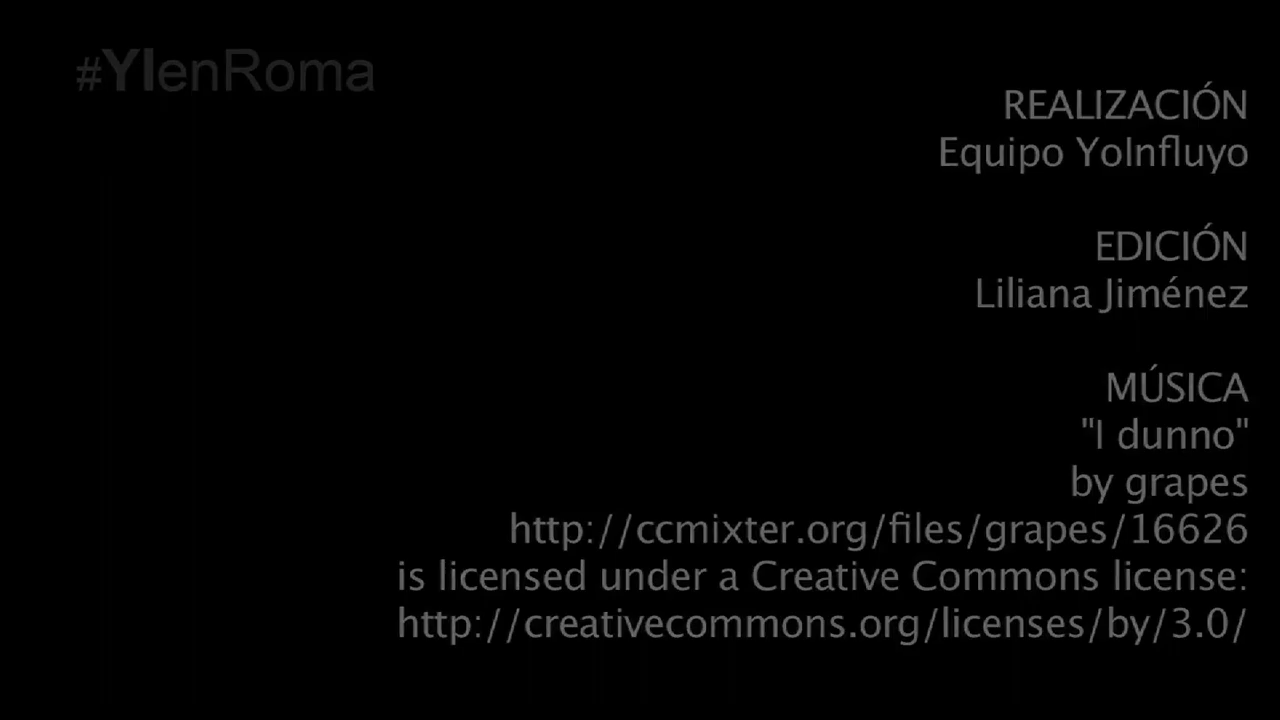 #YIenRoma
REALIZACIÓN
Equipo YoInfluyo
EDICIÓN
Liliana Jiménez
MÚSICA
"I dunno"
by grapes
http://ccmixter.org/files/grapes/16626
is licensed under a Creative Commons license:
http://creativecommons.org/licenses/by/3.0/